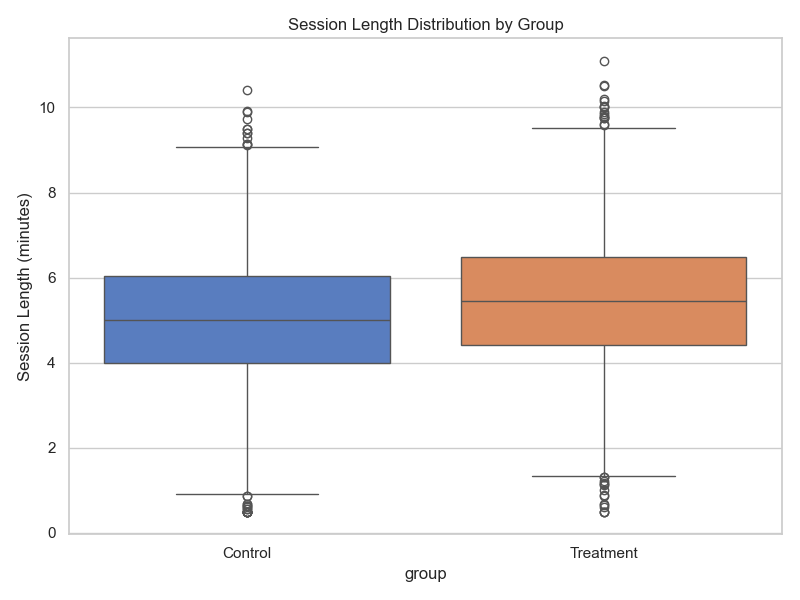 Session Length Distribution by Group
Session Length (minutes)
10
8
6
4
2
0
Control
Treatment
group